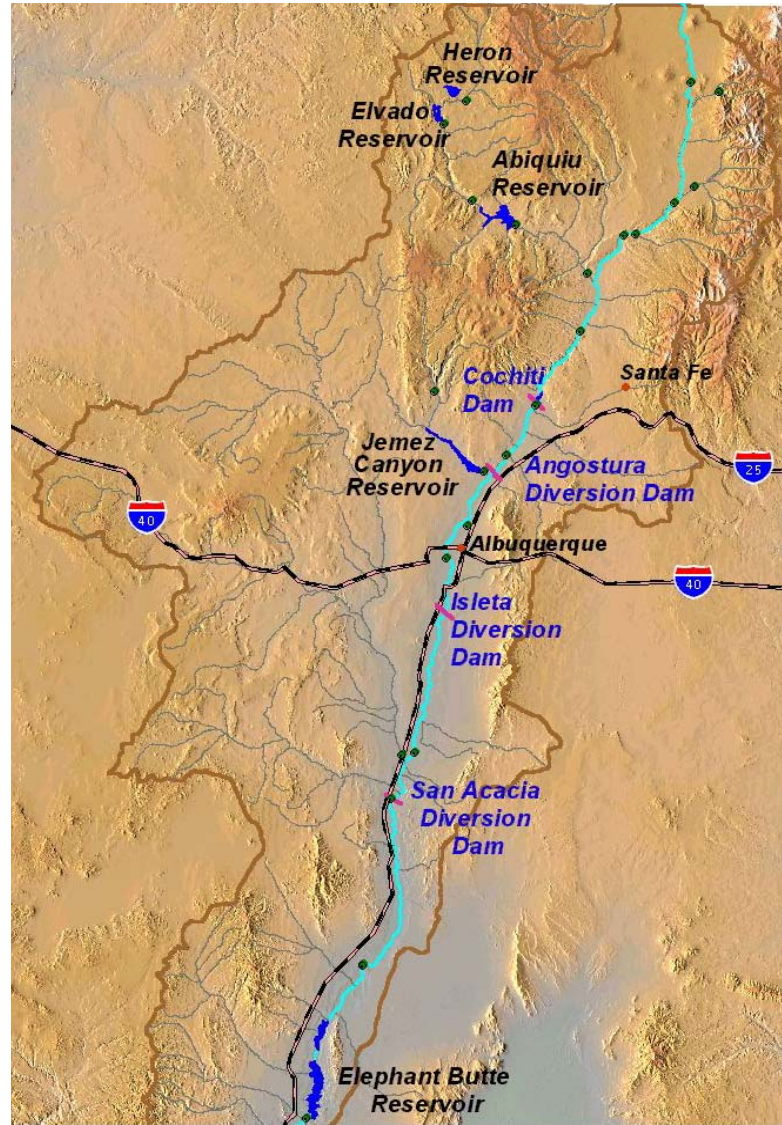 Heron
Reservoir
Elvado
Reservoir
Abiquiu
Reservoir
Santa Fe
Cochiti
Dam
Jemez
Canyon
Reservoir
Angostura
Diversion Dam
25
40
Albuquerque
40
Isleta
Diversion
Dam
San Acacia
Diversion
Dam
Elephant Butte
Reservoir